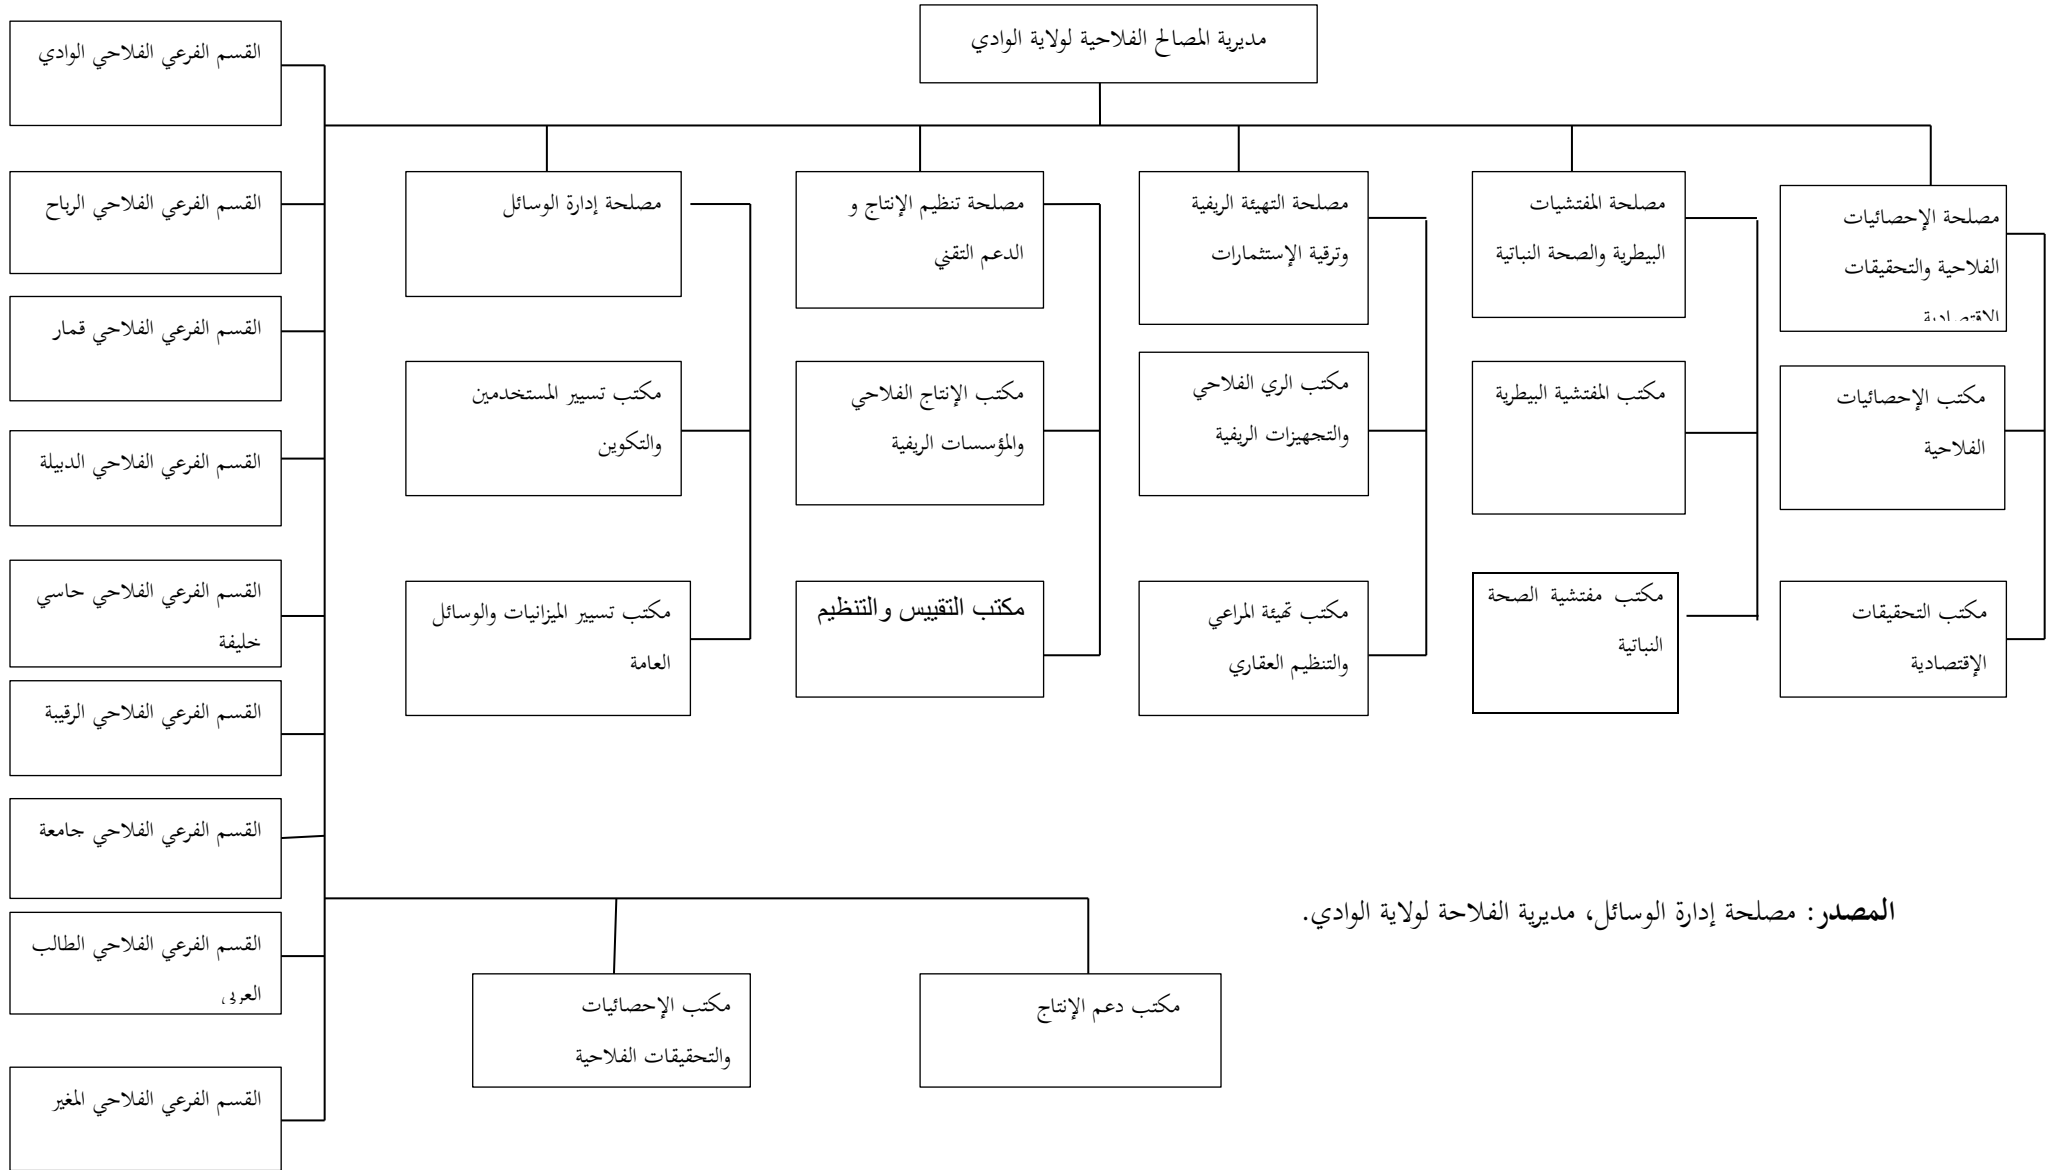 مديرية المصالح الفلاحية لولاية الوادي
مصلحة الإحصائيات
الفلاحية والتحقيقات
الاقتصادية
مكتب الإحصائيات
الفلاحية
مكتب التحقيقات
الإقتصادية
مصلحة المفتشيات
البيطرية والصحة النباتية
مكتب المفتشية البيطرية
مكتب مفتشية الصحة
النباتية
مصلحة التهيئة الريفية
وترقية الإستثمارات
مكتب الري الفلاحي
والتجهيزات الريفية
مكتب تهيئة المراعي
والتنظيم العقاري
مصلحة تنظيم الإنتاج و
الدعم التقني
مكتب الإنتاج الفلاحي
والمؤسسات الريفية
مكتب التقييس والتنظيم
مصلحة إدارة الوسائل
مكتب تسيير المستخدمين
والتكوين
مكتب تسيير الميزانيات والوسائل
العامة
القسم الفرعي الفلاحي الوادي
القسم الفرعي الفلاحي الرباح
القسم الفرعي الفلاحي قمار
القسم الفرعي الفلاحي الدبيلة
القسم الفرعي الفلاحي حاسي
خليفة
القسم الفرعي الفلاحي الرقيبة
القسم الفرعي الفلاحي جامعة
القسم الفرعي الفلاحي الطالب
العربي
القسم الفرعي الفلاحي المغير
مكتب دعم الإنتاج
مكتب الإحصائيات
والتحقيقات الفلاحية
المصدر: مصلحة إدارة الوسائل، مديرية الفلاحة لولاية الوادي.